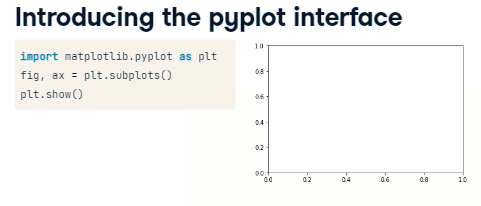 Introducing the pyplot interface
import matplotlib.pyplot as plt
fig, ax = plt.subplots()
plt.show()
1.0
0.8
0.6
0.4
0.2
0.0
0.0 0.2 0.4 0.6 0.8 1.0